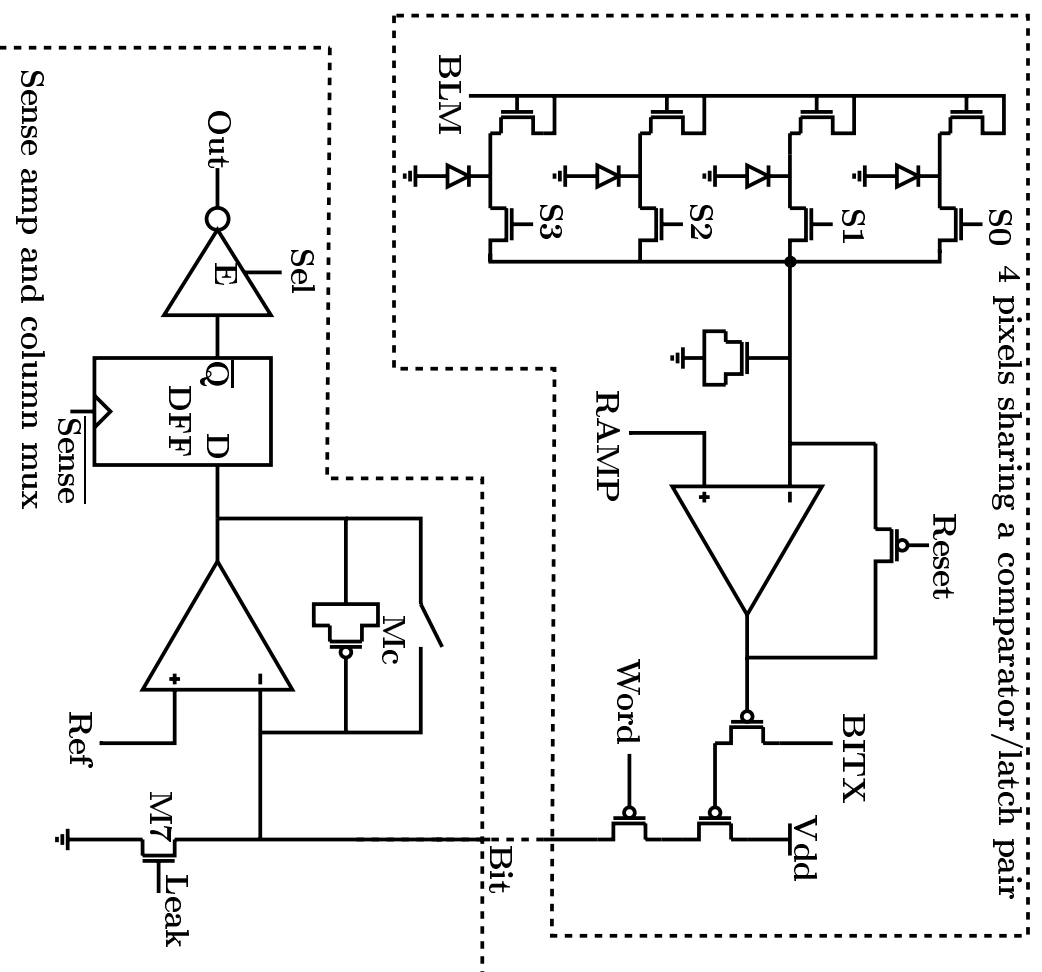 4 pixels sharing a comparator/latch pair
S0
S1
S2
S3
BLM
Reset
RAMP
+
−
BITX
Word
Vdd
Bit
Mc
Sel
E
Out
Q
DFF
D
Sense
+
−
Ref
M7
Leak
Sense amp and column mux